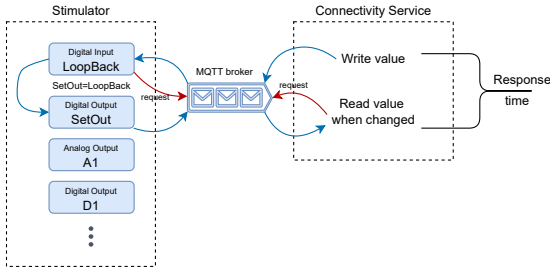 Stimulator
Connectivity Service
Digital Input
LoopBack
SetOut=LoopBack
Digital Output
SetOut
Analog Output
A1
Digital Output
D1
request
MQTT broker
request
Write value
Read value
when changed
Response
time